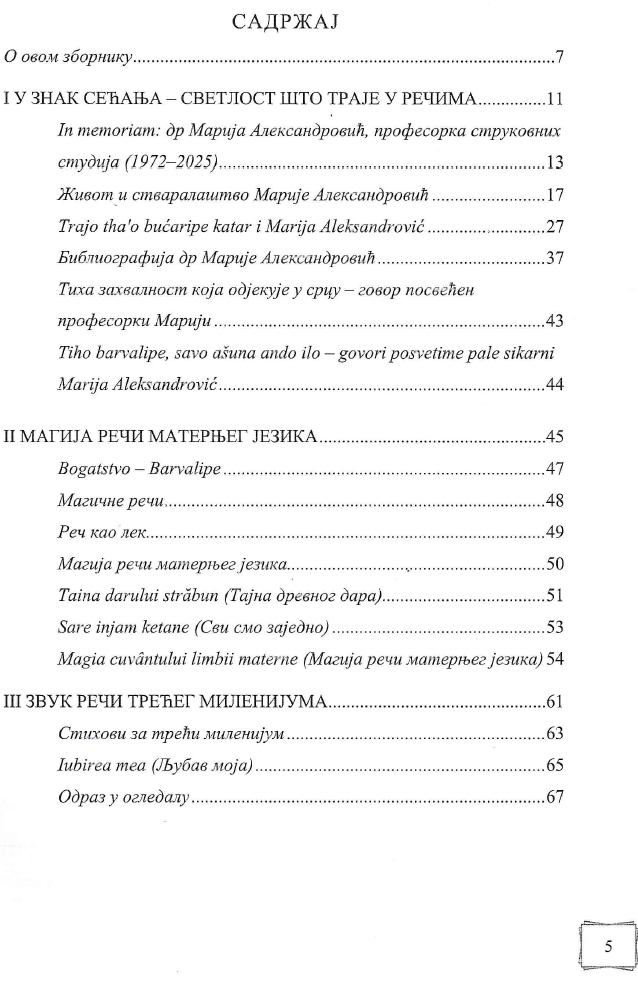 САДРЖАЈ
О овом зборнику.....7
I У ЗНАК СЕЋАЊА – СВЕТЛОСТ ШТО ТРАЈЕ У РЕЧИМА.....11
In memoriam: др Марија Александровић, професорка струковних
студија (1972–2025).....13
Живот и стваралаштво Марије Александровић.....17
Trajo tha'o bućaripe katar i Marija Aleksandrović.....27
Библиографија др Марије Александровић.....37
Тиха захвалност која одјекује у срцу – говор посвећен
професорки Марији.....43
Tiho barvalipe, savo ašuna ando ilo – govori posvetime pale sikarni
Marija Aleksandrović.....44
II МАГИЈА РЕЧИ МАТЕРЊЕГ ЈЕЗИКА.....45
Bogatstvo – Barvalipe.....47
Магичне речи.....48
Реч као лек.....49
Магија речи матерњег језика.....50
Taina darului străbun (Тајна древног дара).....51
Sare injam ketane (Сви смо заједно).....53
Magia cuvântului limbii materne (Магија речи матерњег језика) 54
III ЗВУК РЕЧИ ТРЕЋЕГ МИЛЕНИЈУМА.....61
Стихови за трећи миленијум.....63
Iubirea mea (Љубав моја).....65
Одраз у огледалу.....67
5